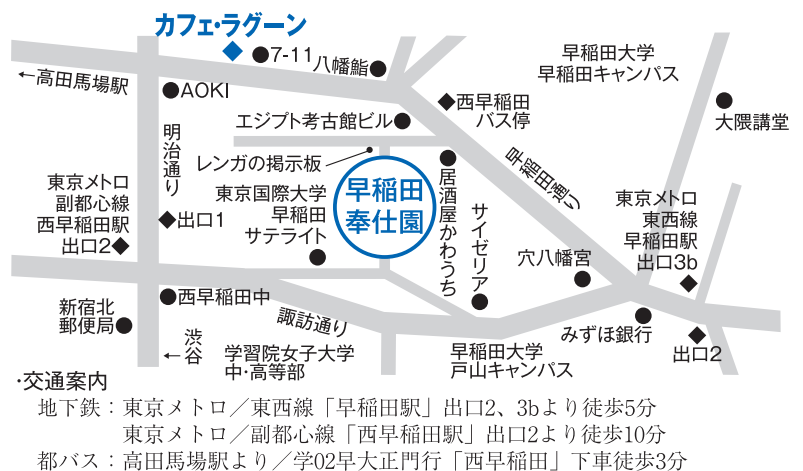 カフェ・ラグーン
7-11
八幡鮨
←高田馬場駅
AOKI
早稲田大学
早稲田キャンパス
西早稲田
バス停
大隈講堂
エジプト考古館ビル
明治通り
レンガの掲示板
早稲田
奉仕園
東京国際大学
早稲田
サテライト
居酒屋かわうち
早稲田通り
サイゼリア
東京メトロ
副都心線
西早稲田駅
出口2
出口1
東京メトロ
東西線
早稲田駅
出口3b
穴八幡宮
西早稲田中
新宿北
郵便局
諏訪通り
みずほ銀行
出口2
←渋谷
学習院女子大学
中・高等部
早稲田大学
戸山キャンパス
・交通案内
地下鉄：東京メトロ／東西線「早稲田駅」出口2、3bより徒歩5分
東京メトロ／副都心線「西早稲田駅」出口2より徒歩10分
都バス：高田馬場駅より／学02早大正門行「西早稲田」下車徒歩3分